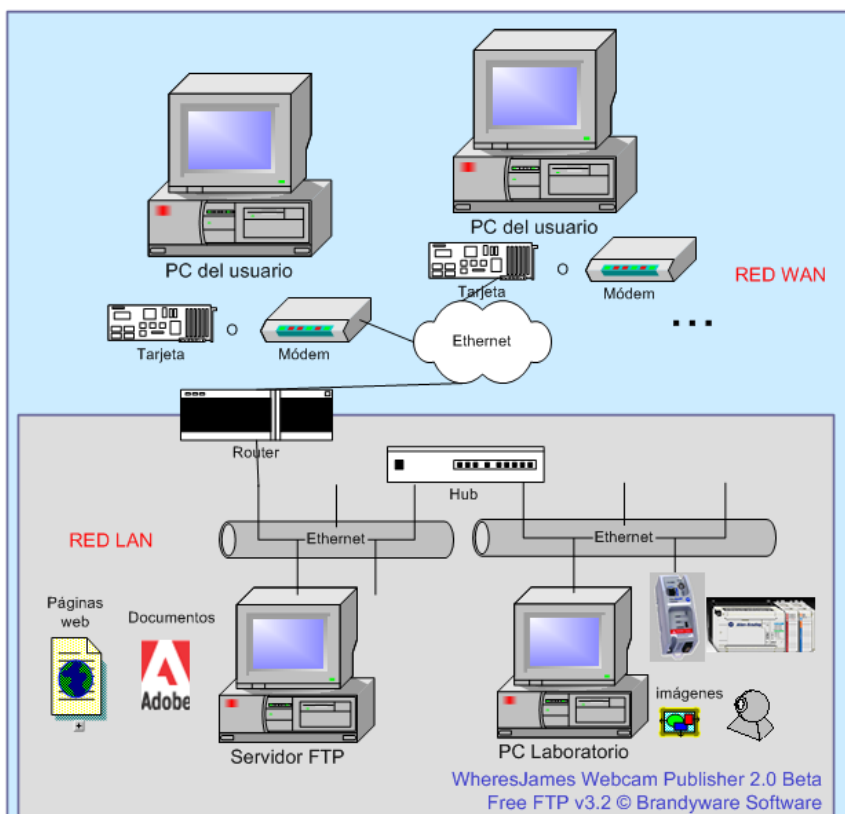 PC del usuario
PC del usuario
RED WAN
Tarjeta
o
Módem
Tarjeta
o
Módem
Ethernet
...
Router
Hub
RED LAN
Ethernet
Ethernet
Páginas
web
Documentos
Adobe
imágenes
Servidor FTP
PC Laboratorio
WheresJames Webcam Publisher 2.0 Beta
Free FTP v3.2 © Brandyware Software